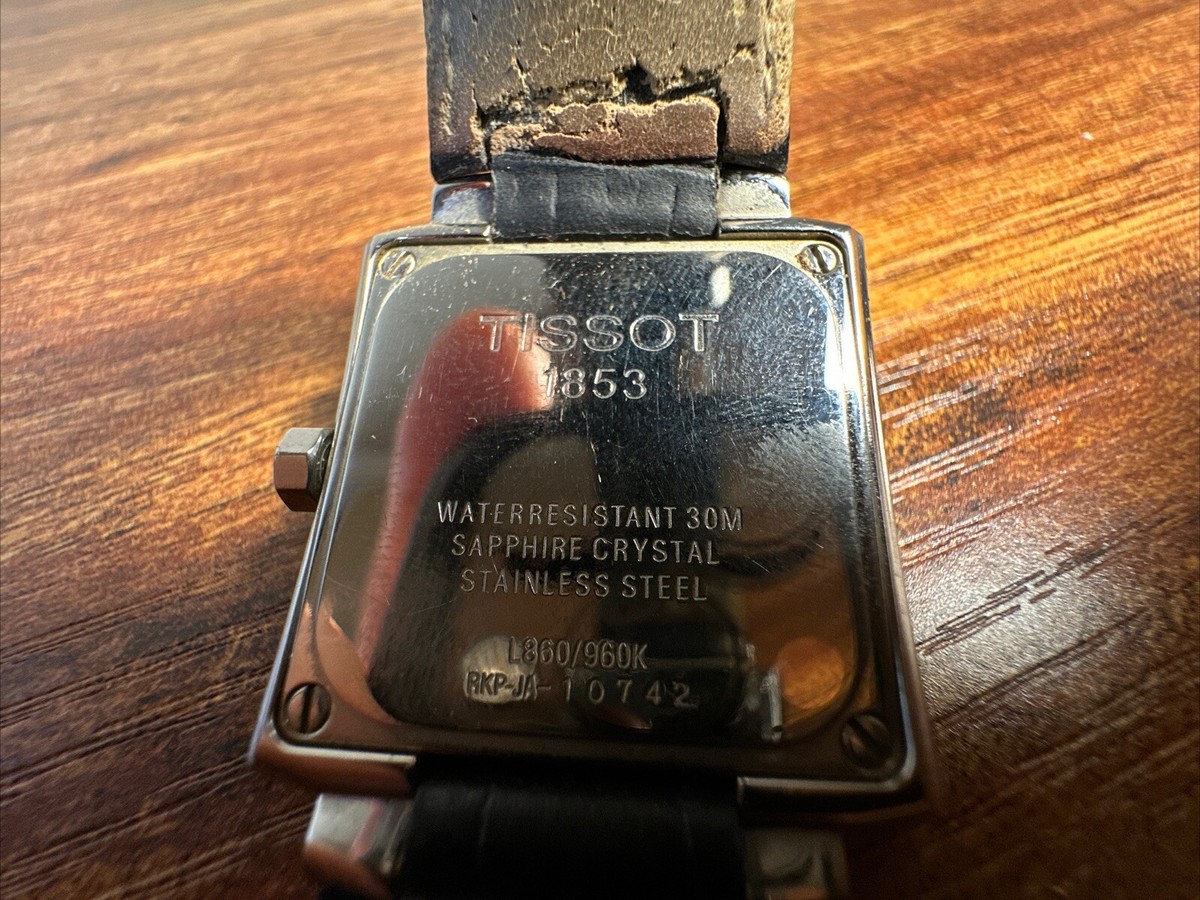 TISSOT
1853
WATERRESISTANT 30M
SAPPHIRE CRYSTAL
STAINLESS STEEL
L860/960K
RKP-JA-10742